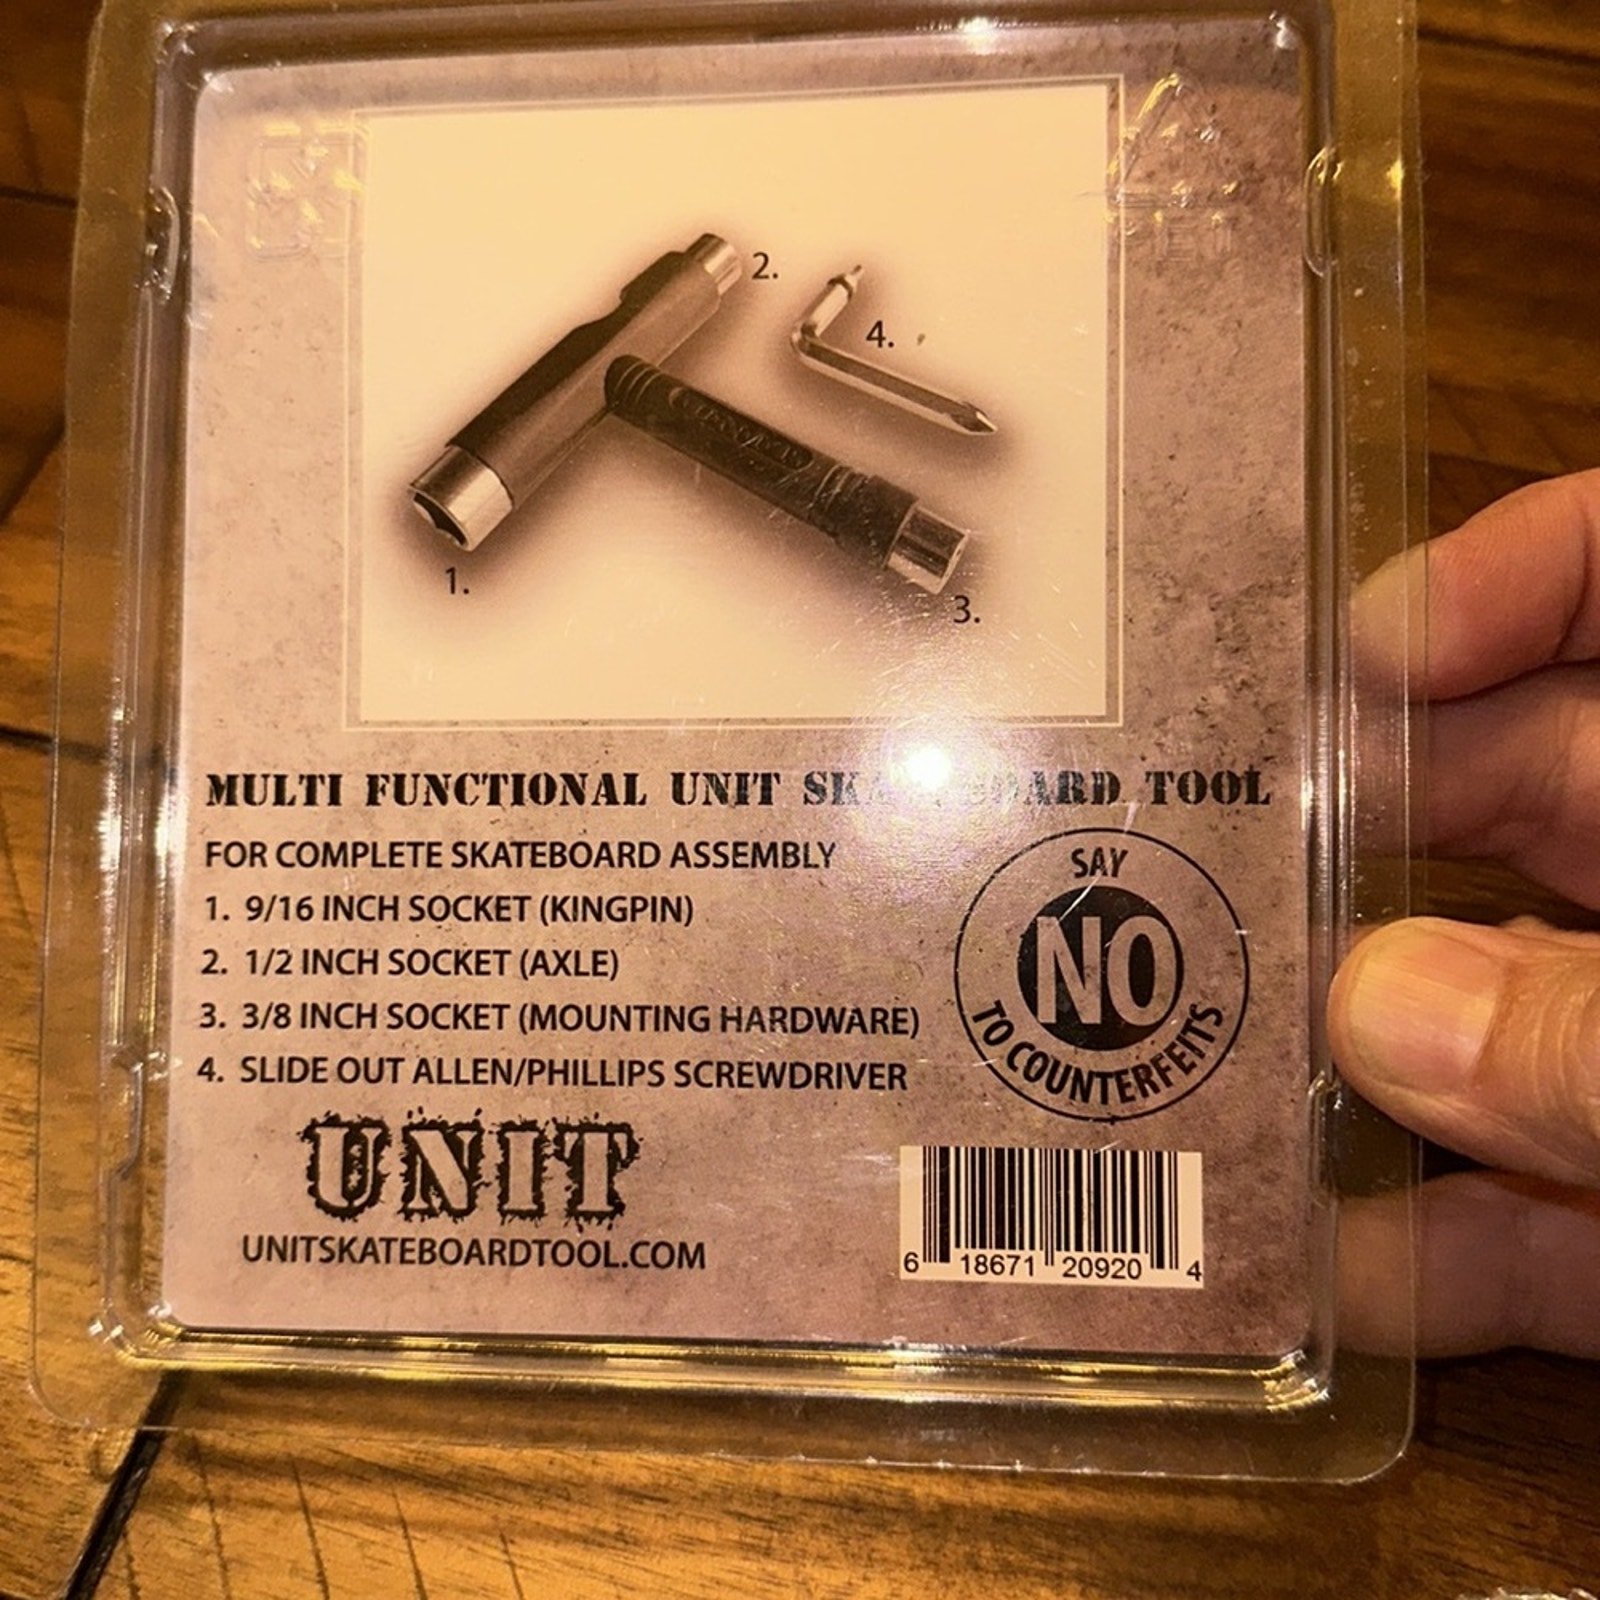 2.
4.
1.
3.
MULTI FUNCTIONAL UNIT SKATEBOARD TOOL
FOR COMPLETE SKATEBOARD ASSEMBLY
1. 9/16 INCH SOCKET (KINGPIN)
2. 1/2 INCH SOCKET (AXLE)
3. 3/8 INCH SOCKET (MOUNTING HARDWARE)
4. SLIDE OUT ALLEN/PHILLIPS SCREWDRIVER
SAY
NO
TO COUNTERFEITS
UNIT
UNITSKATEBOARDTOOL.COM
6 18671 20920 4